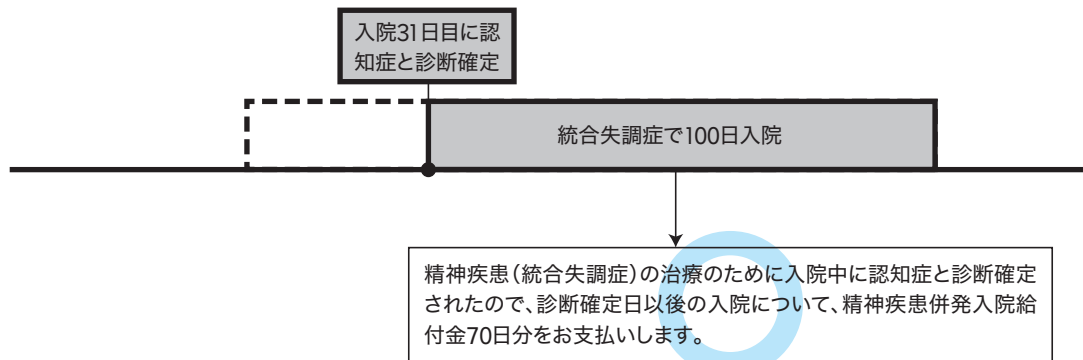 入院31日目に認
知症と診断確定
統合失調症で100日入院
精神疾患(統合失調症)の治療のために入院中に認知症と診断確定
されたので、診断確定日以後の入院について、精神疾患併発入院給
付金70日分をお支払いします。